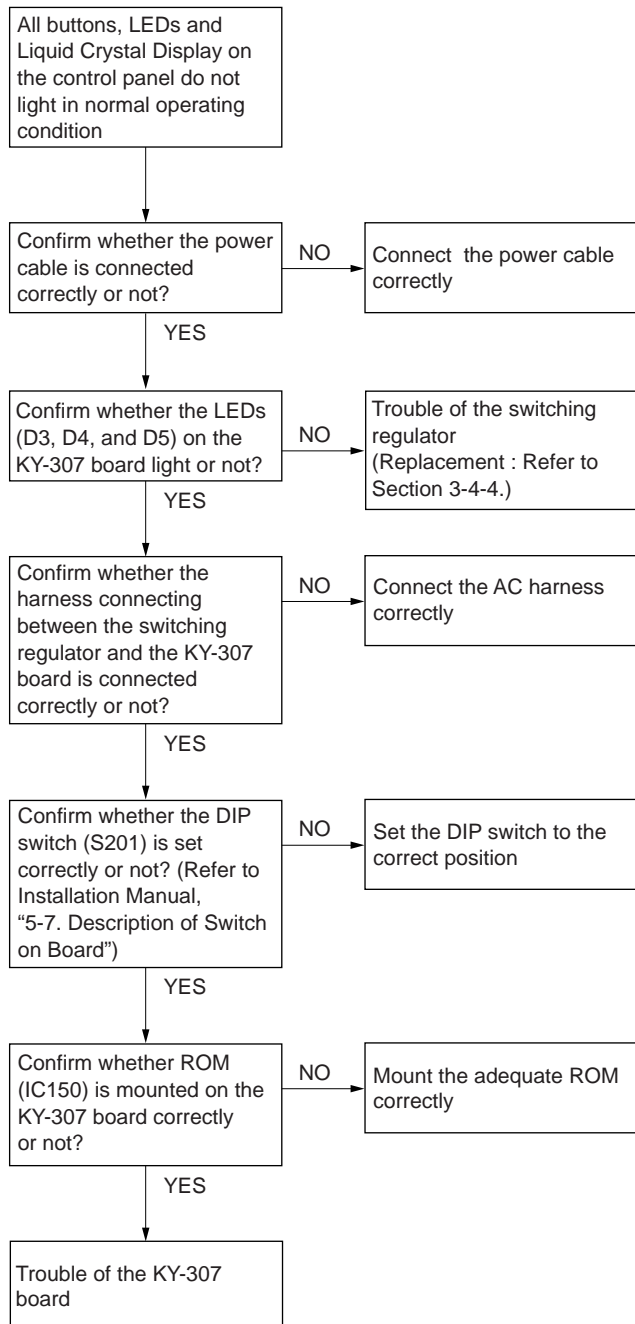 All buttons, LEDs and
Liquid Crystal Display on
the control panel do not
light in normal operating
condition
Confirm whether the power
cable is connected
correctly or not?
NO
Connect the power cable
correctly
YES
Confirm whether the LEDs
(D3, D4, and D5) on the
KY-307 board light or not?
NO
Trouble of the switching
regulator
(Replacement : Refer to
Section 3-4-4.)
YES
Confirm whether the
harness connecting
between the switching
regulator and the KY-307
board is connected
correctly or not?
NO
Connect the AC harness
correctly
YES
Confirm whether the DIP
switch (S201) is set
correctly or not? (Refer to
Installation Manual,
“5-7. Description of Switch
on Board”)
NO
Set the DIP switch to the
correct position
YES
Confirm whether ROM
(IC150) is mounted on the
KY-307 board correctly
or not?
NO
Mount the adequate ROM
correctly
YES
Trouble of the KY-307
board